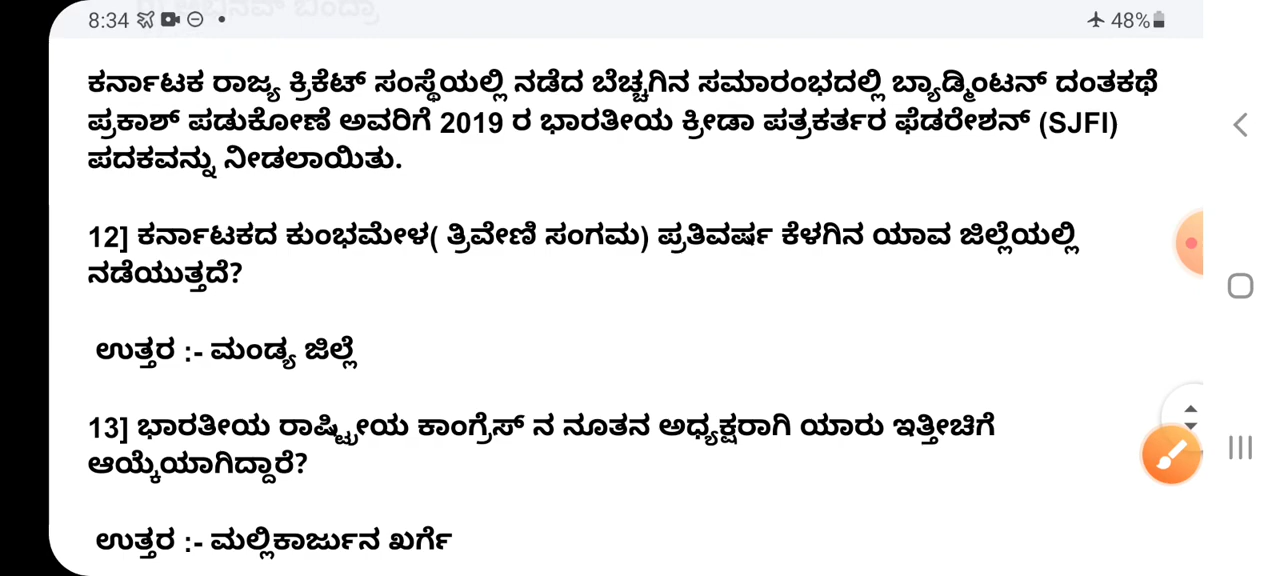 8:34
48%
ಕರ್ನಾಟಕ ರಾಜ್ಯ ಕ್ರಿಕೆಟ್ ಸಂಸ್ಥೆಯಲ್ಲಿ ನಡೆದ ಬೆಚ್ಚಗಿನ ಸಮಾರಂಭದಲ್ಲಿ ಬ್ಯಾಡ್ಮಿಂಟನ್ ದಂತಕಥೆ
ಪ್ರಕಾಶ್ ಪಡುಕೋಣೆ ಅವರಿಗೆ 2019 ರ ಭಾರತೀಯ ಕ್ರೀಡಾ ಪತ್ರಕರ್ತರ ಫೆಡರೇಶನ್ (SJFI)
ಪದಕವನ್ನು ನೀಡಲಾಯಿತು.
12] ಕರ್ನಾಟಕದ ಕುಂಭಮೇಳ( ತ್ರಿವೇಣಿ ಸಂಗಮ) ಪ್ರತಿವರ್ಷ ಕೆಳಗಿನ ಯಾವ ಜಿಲ್ಲೆಯಲ್ಲಿ
ನಡೆಯುತ್ತದೆ?
ಉತ್ತರ :- ಮಂಡ್ಯ ಜಿಲ್ಲೆ
13] ಭಾರತೀಯ ರಾಷ್ಟ್ರೀಯ ಕಾಂಗ್ರೆಸ್ ನ ನೂತನ ಅಧ್ಯಕ್ಷರಾಗಿ ಯಾರು ಇತ್ತೀಚಿಗೆ
ಆಯ್ಕೆಯಾಗಿದ್ದಾರೆ?
ಉತ್ತರ :- ಮಲ್ಲಿಕಾರ್ಜುನ ಖರ್ಗೆ